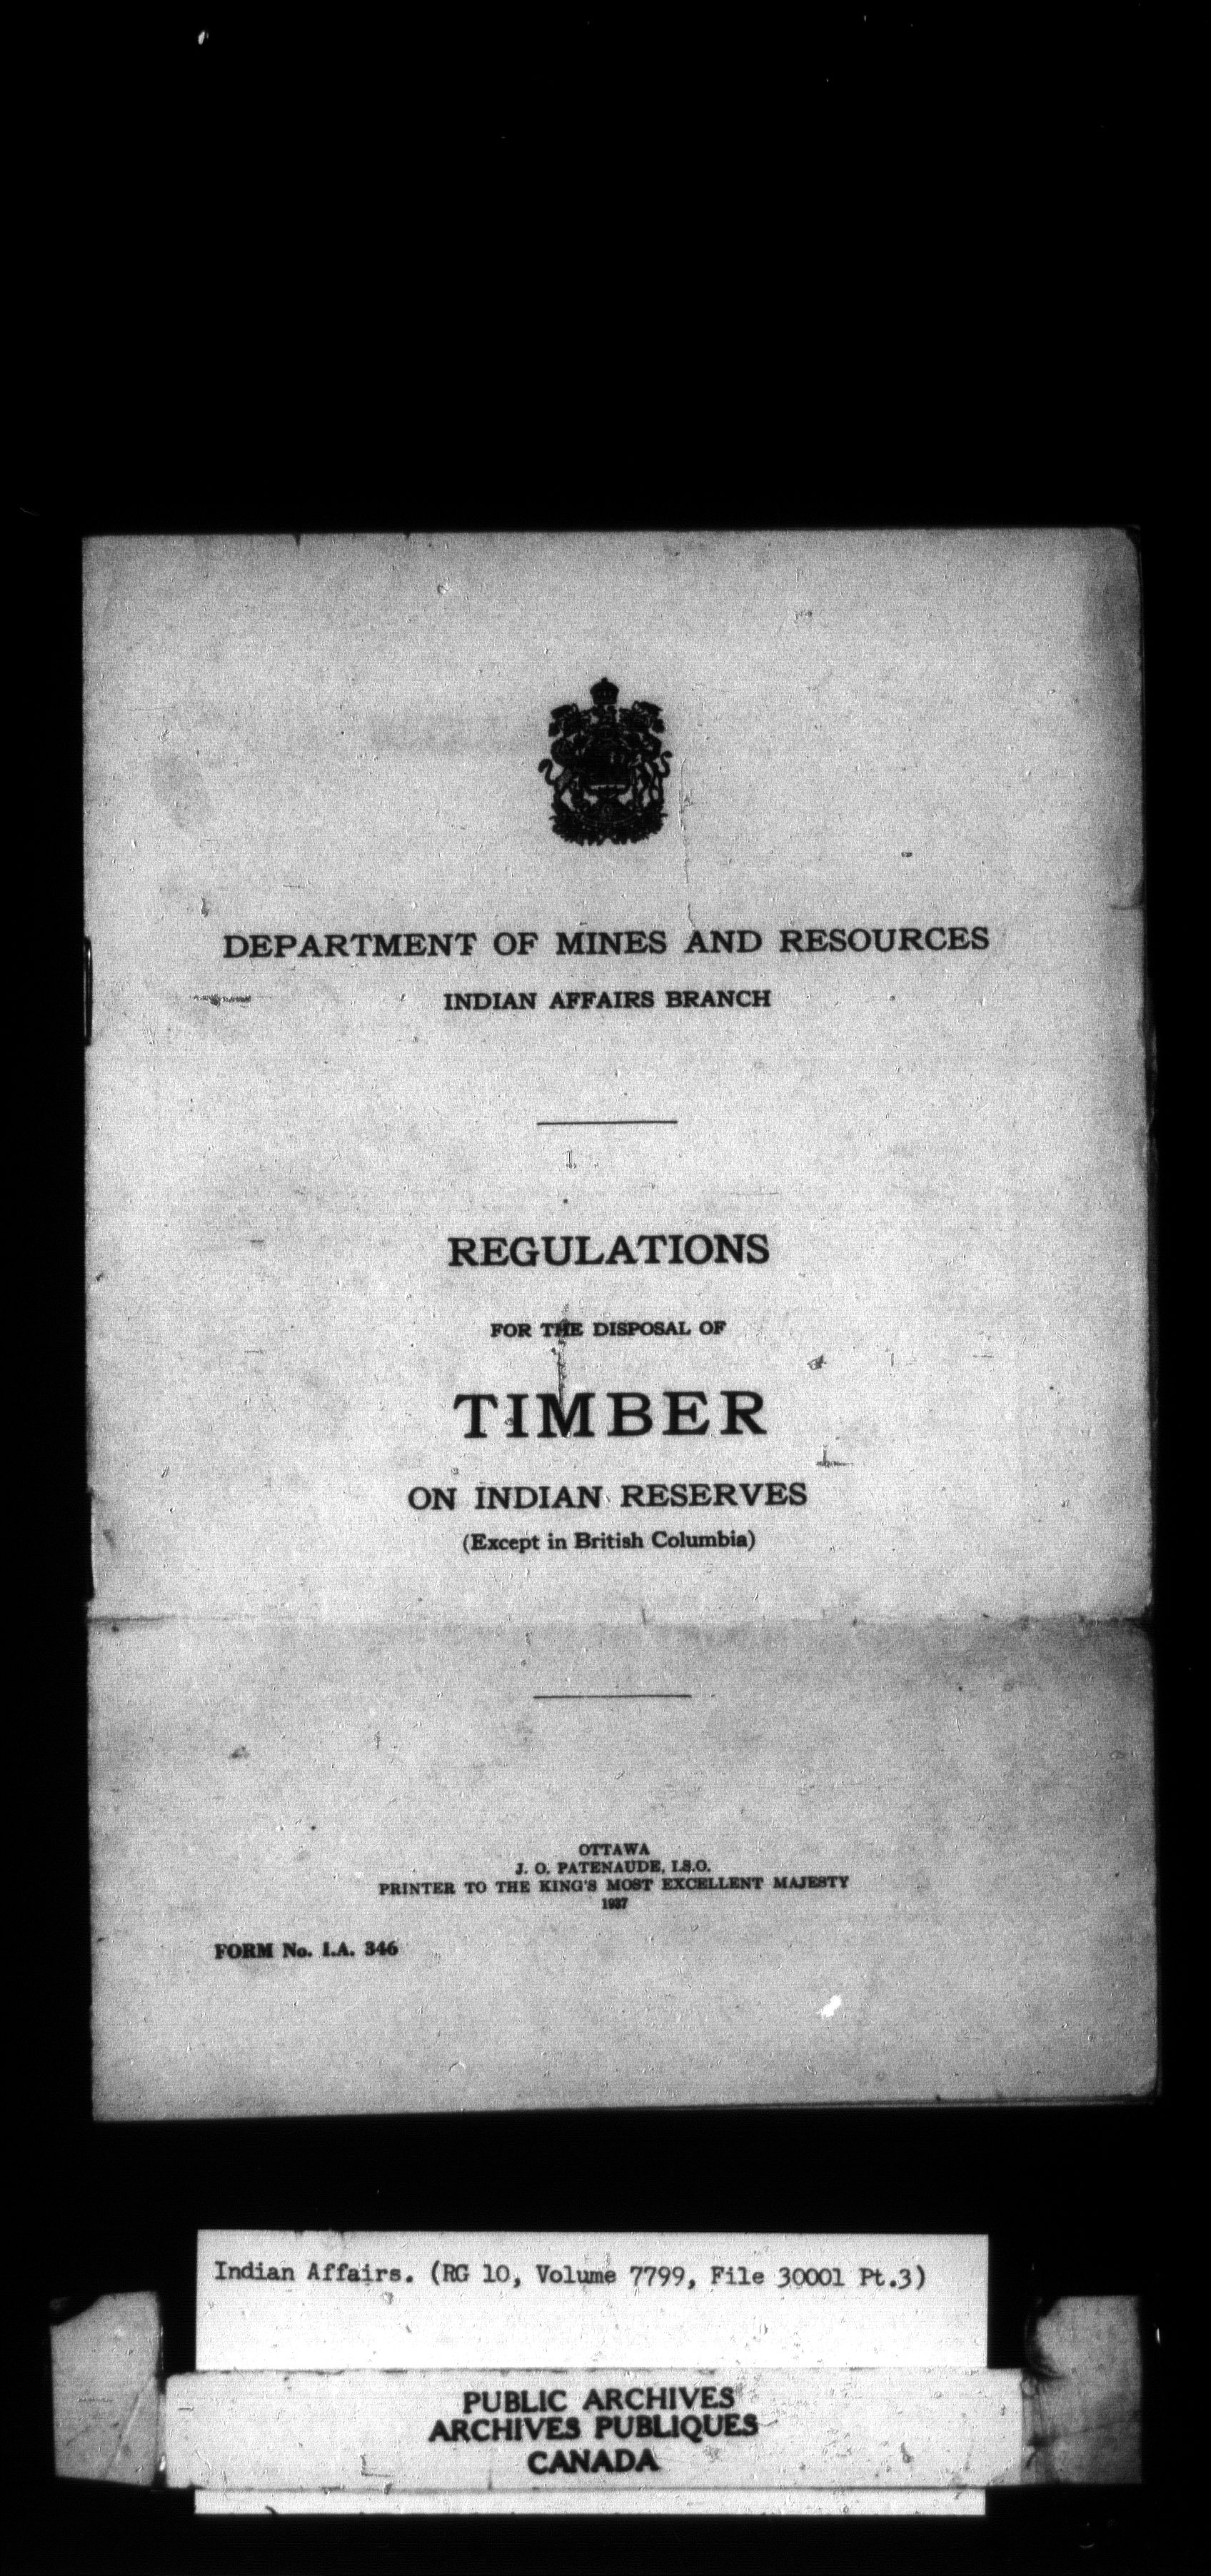 DEPARTMENT OF MINES AND RESOURCES
INDIAN AFFAIRS BRANCH
REGULATIONS
FOR THE DISPOSAL OF
TIMBER
ON INDIAN RESERVES
(Except in British Columbia)
OTTAWA
J. O. PATENAUDE, I.S.O.
PRINTER TO THE KING'S MOST EXCELLENT MAJESTY
1937
FORM No. I.A. 346
Indian Affairs. (RG 10, Volume 7799, File 30001 Pt.3)
PUBLIC ARCHIVES
ARCHIVES PUBLIQUES
CANADA